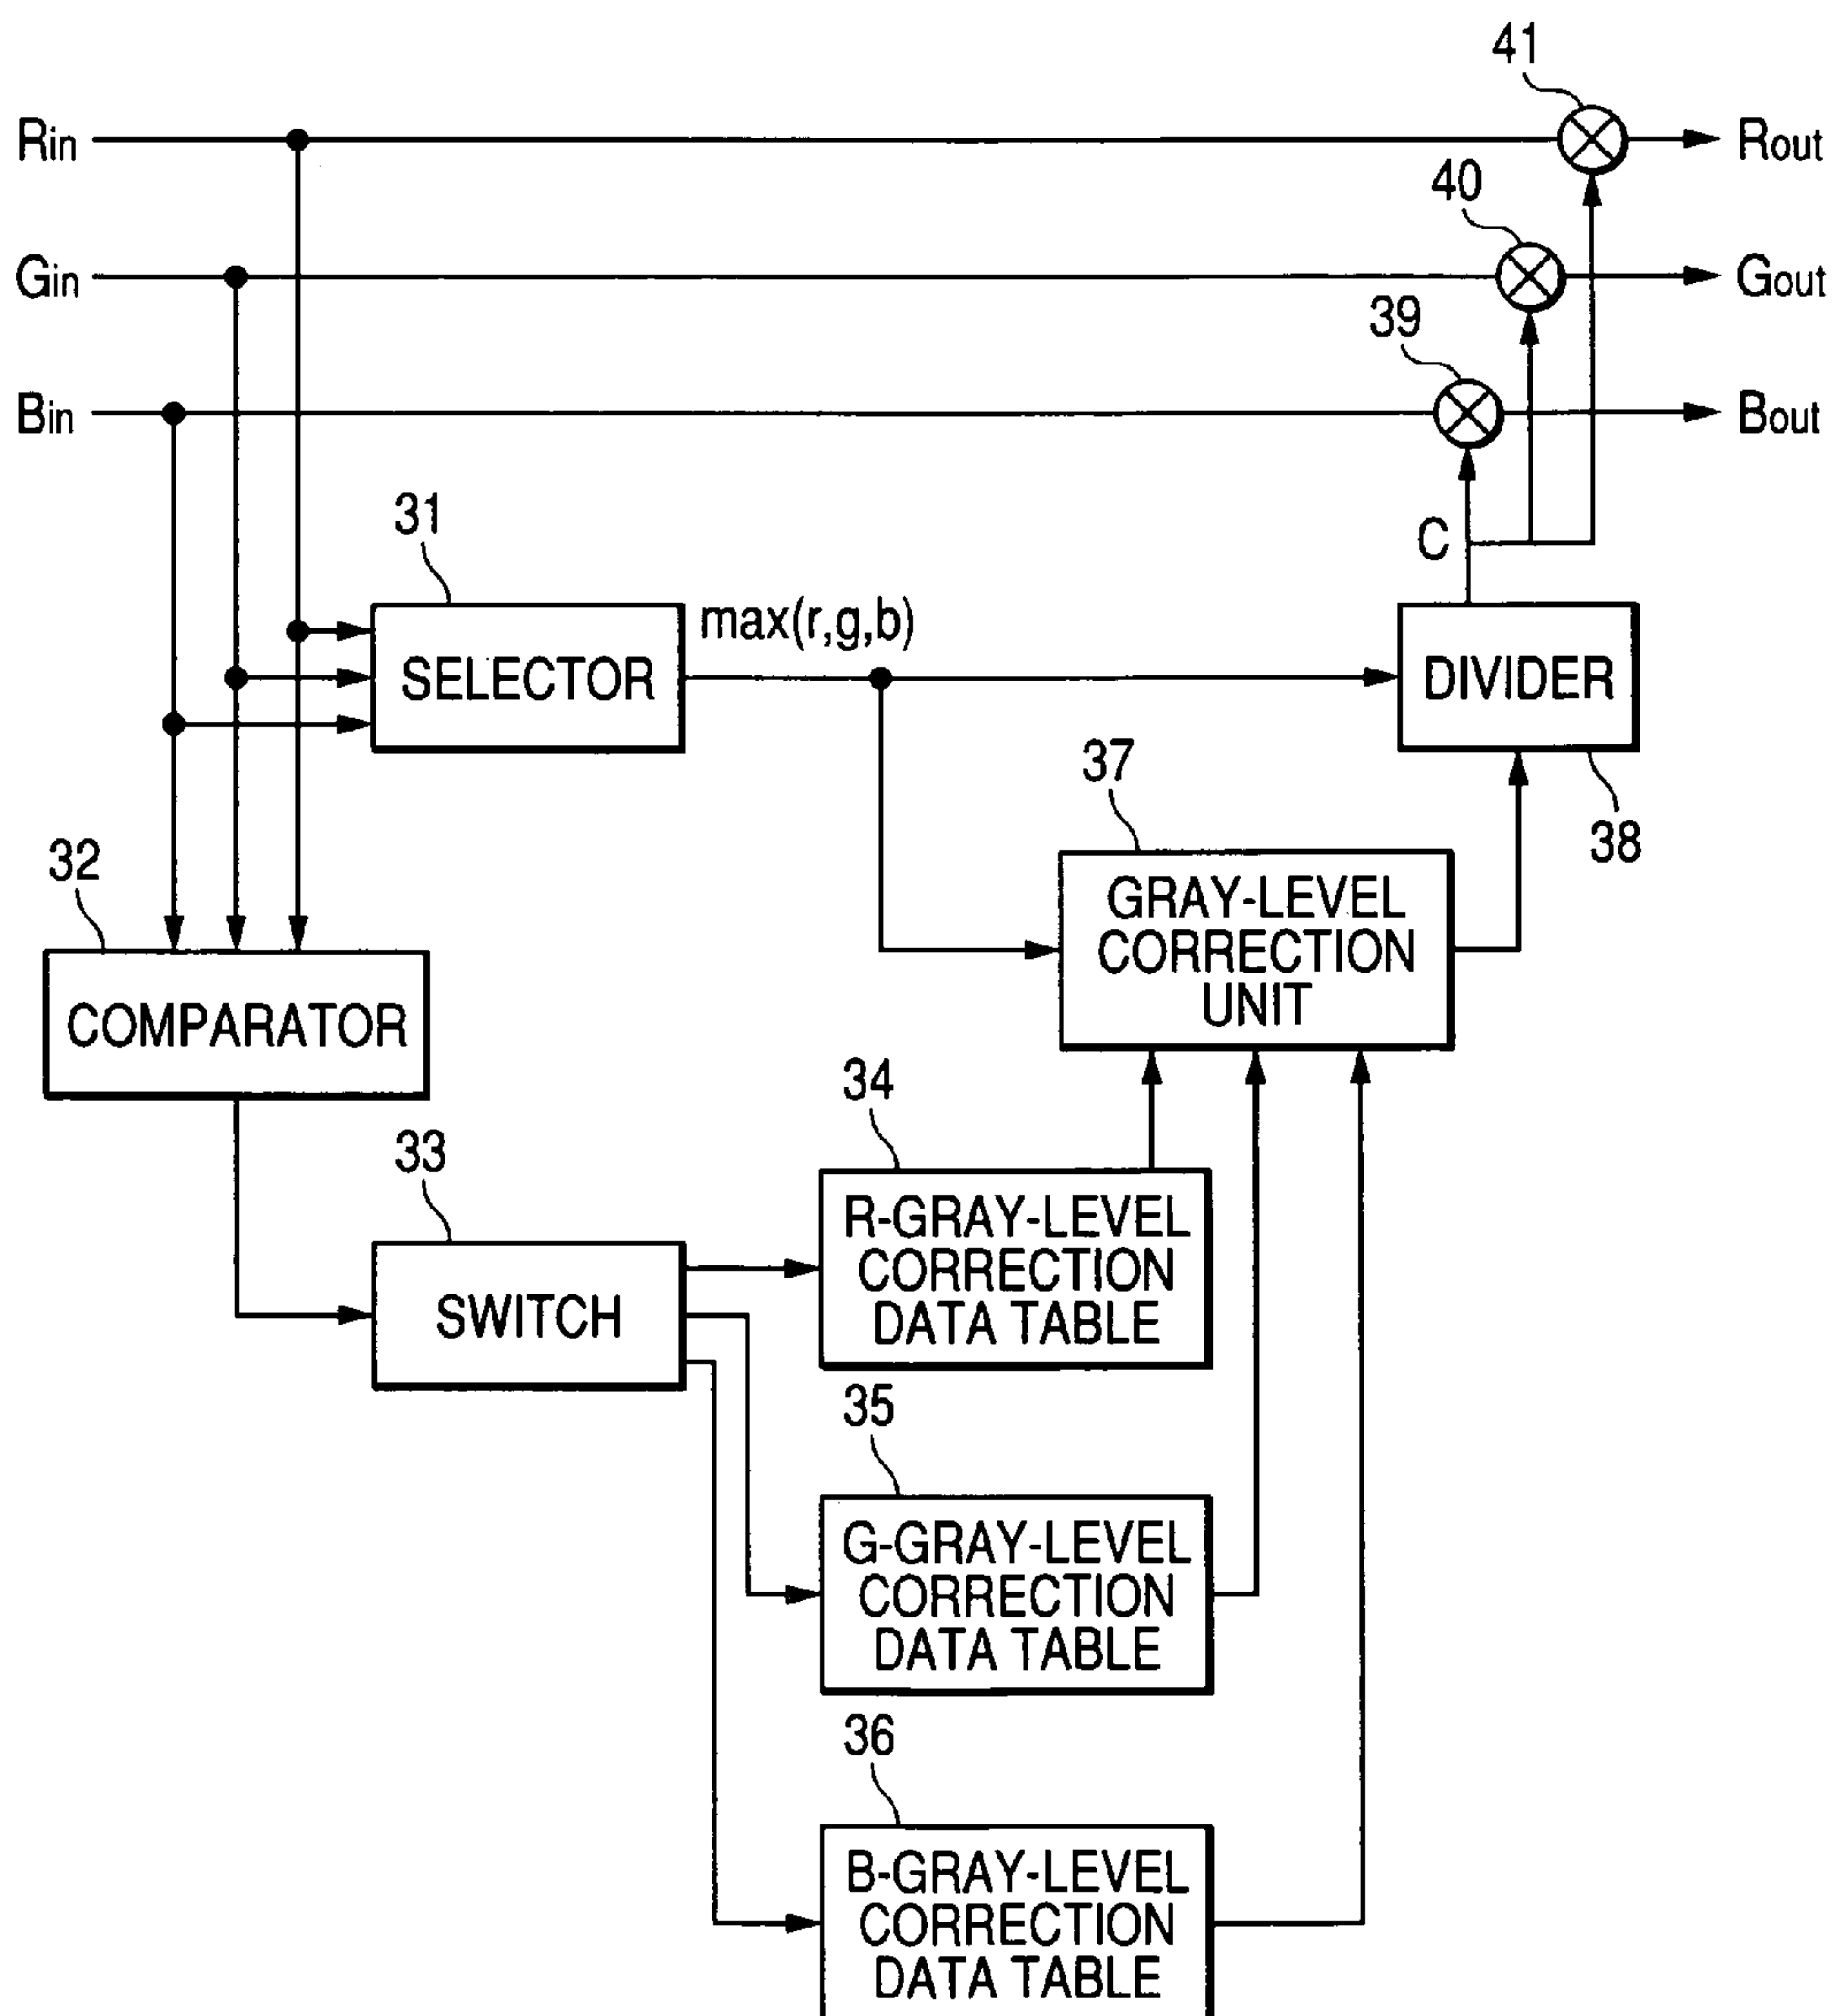 41
Rin
Rout
40
Gin
Gout
39
Bin
Bout
31
C
max(r,g,b)
SELECTOR
DIVIDER
37
38
32
GRAY-LEVEL
CORRECTION
UNIT
COMPARATOR
34
33
R-GRAY-LEVEL
CORRECTION
DATA TABLE
SWITCH
35
G-GRAY-LEVEL
CORRECTION
DATA TABLE
36
B-GRAY-LEVEL
CORRECTION
DATA TABLE